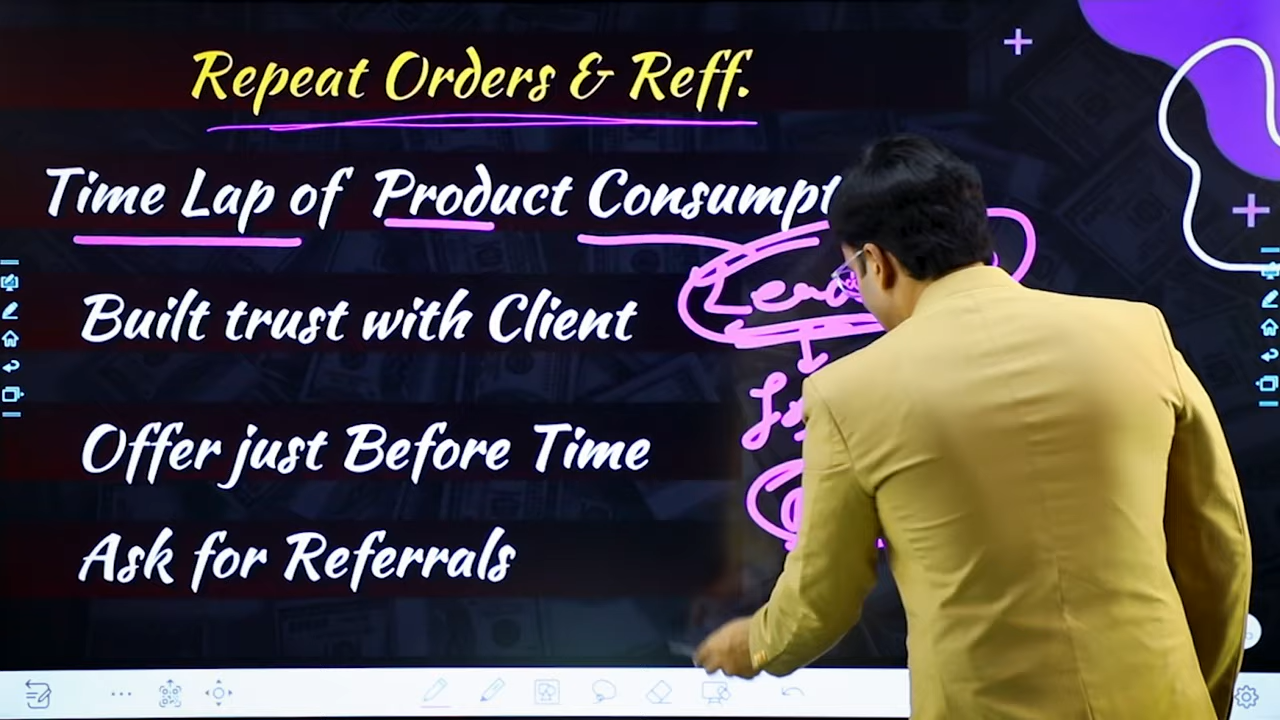 Repeat Orders & Reff.
Time Lap of Product Consumpt
Built trust with Client
Offer just Before Time
Ask for Referrals